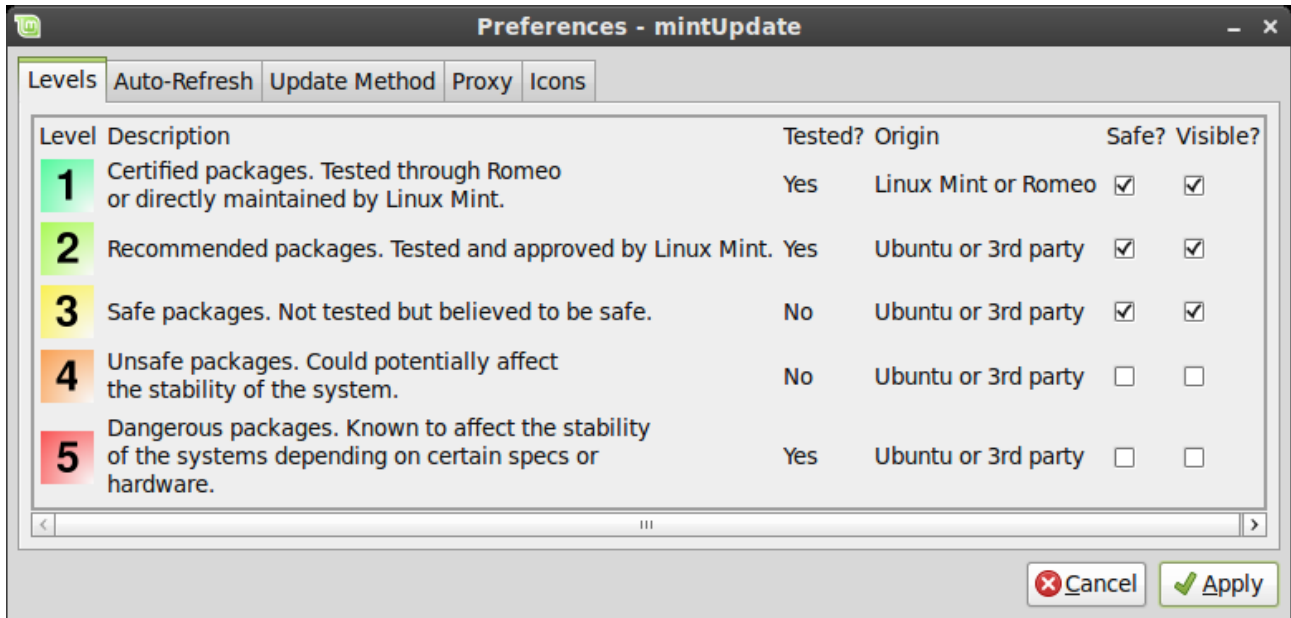 Preferences - mintUpdate
Levels Auto-Refresh Update Method Proxy Icons
Level Description Tested? Origin Safe? Visible?
1 Certified packages. Tested through Romeo
or directly maintained by Linux Mint. Yes Linux Mint or Romeo
2 Recommended packages. Tested and approved by Linux Mint. Yes Ubuntu or 3rd party
3 Safe packages. Not tested but believed to be safe. No Ubuntu or 3rd party
4 Unsafe packages. Could potentially affect
the stability of the system. No Ubuntu or 3rd party
5 Dangerous packages. Known to affect the stability
of the systems depending on certain specs or Yes Ubuntu or 3rd party
hardware.
Cancel Apply